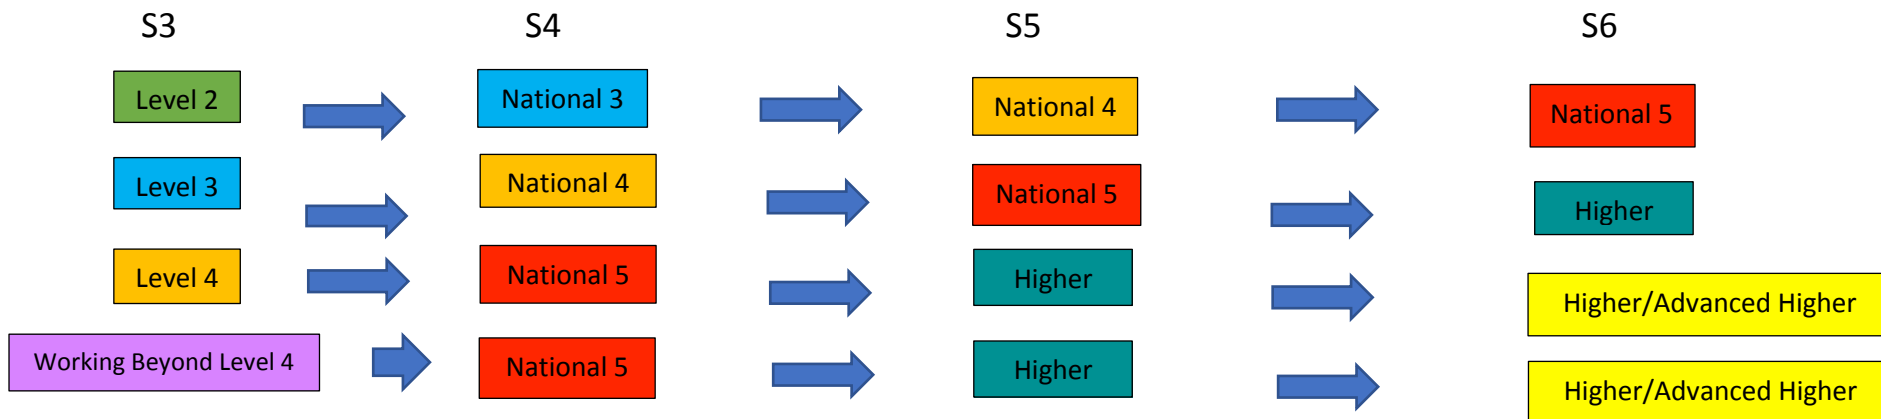 S3 S4 S5 S6
Level 2 National 3 National 4 National 5
Level 3 National 4 National 5 Higher
Level 4 National 5 Higher Higher/Advanced Higher
Working Beyond Level 4 National 5 Higher Higher/Advanced Higher